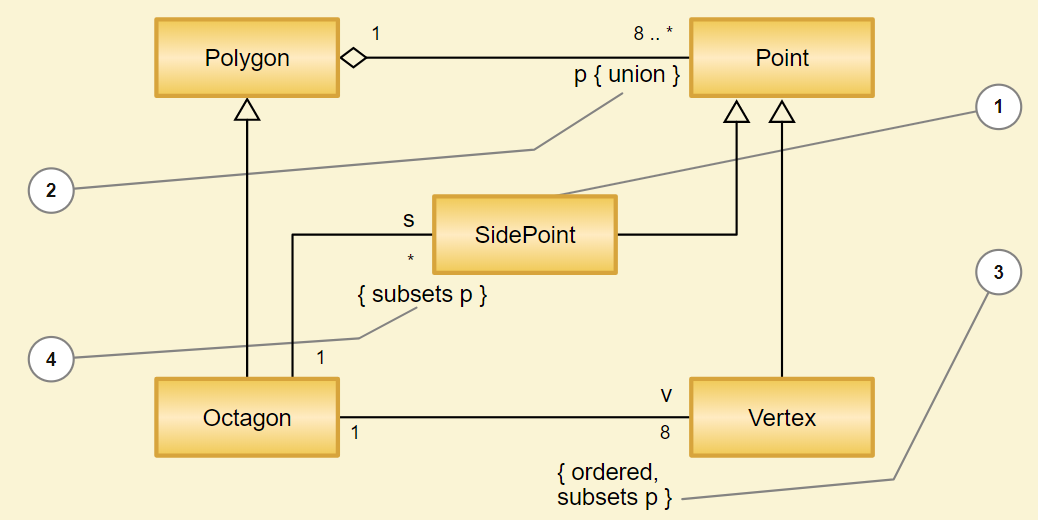 Polygon
1
8 .. *
Point
p { union }
1
2
s
SidePoint
*
{ subsets p }
3
4
1
Octagon
v
Vertex
1
8
{ ordered,
subsets p }